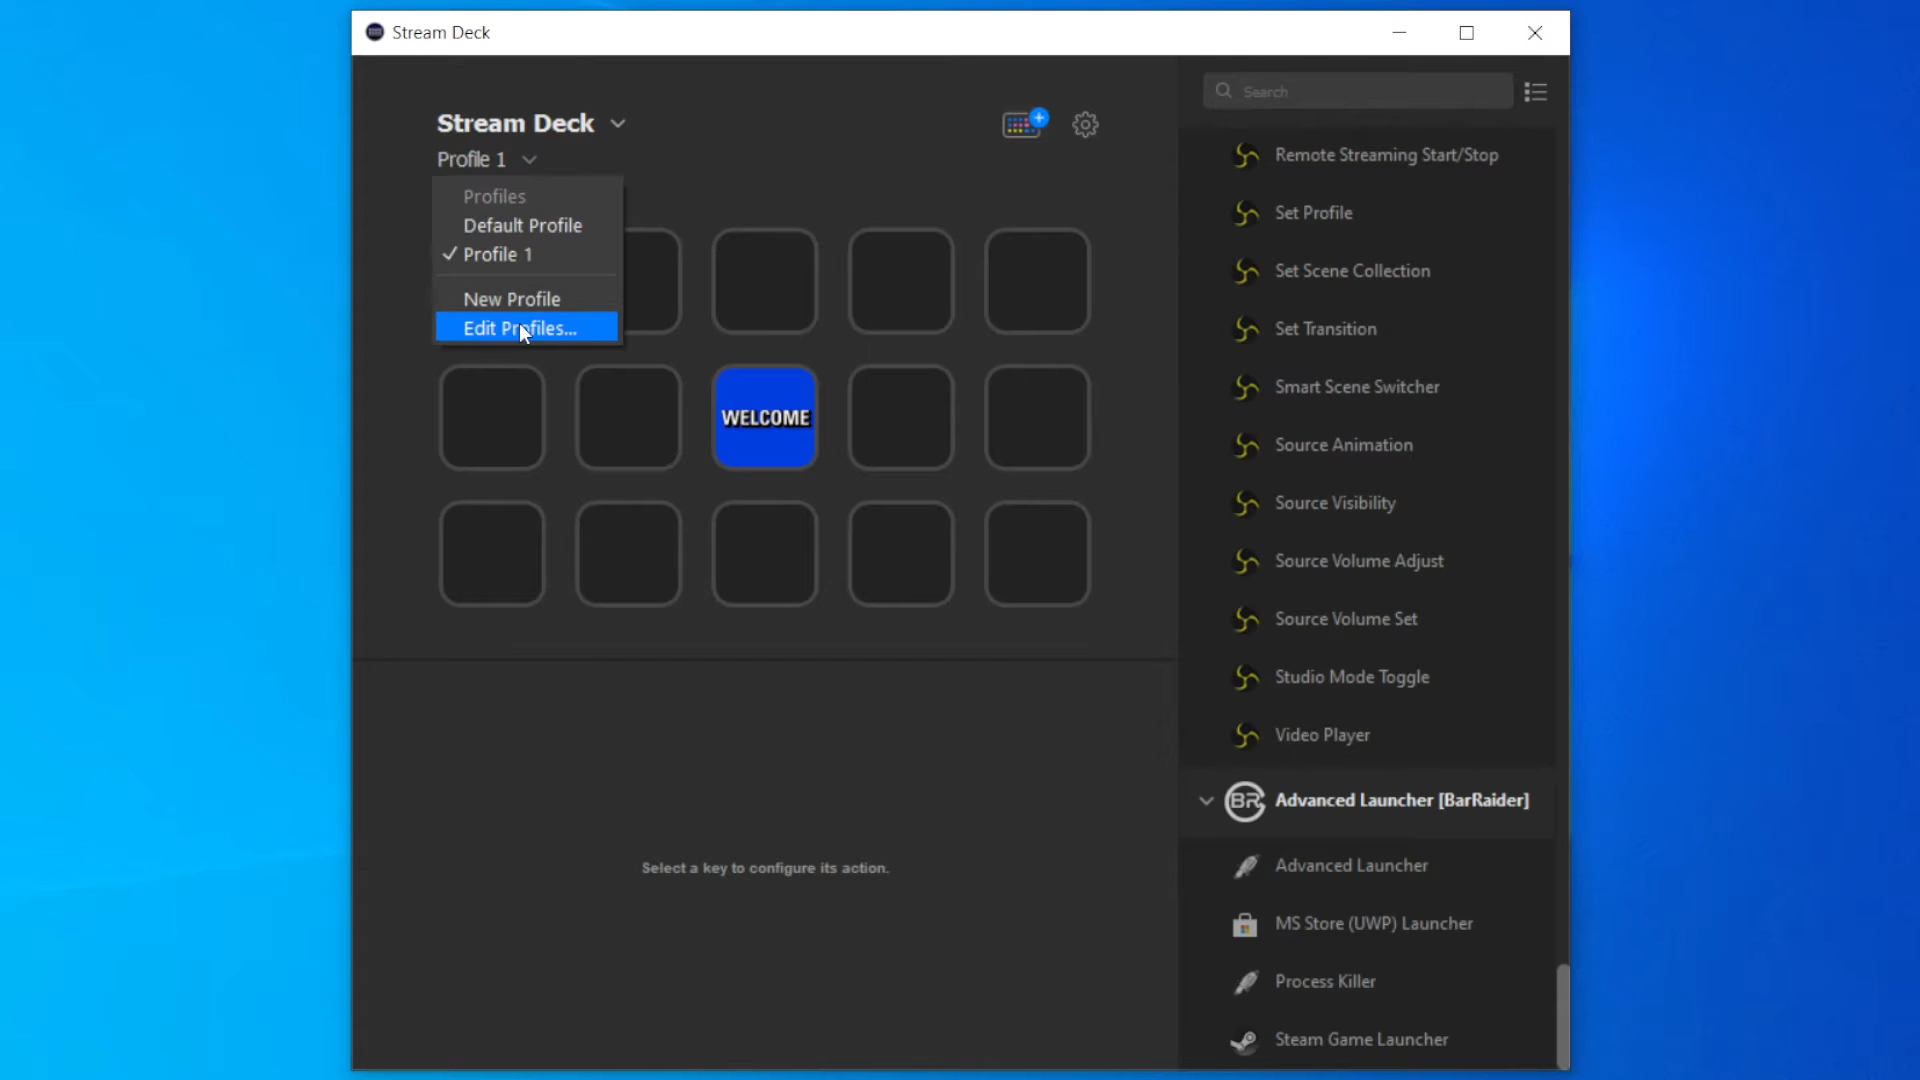 Stream Deck
Search
Stream Deck
Profile 1
Profiles
Default Profile
Profile 1
New Profile
Edit Profiles...
WELCOME
Select a key to configure its action.
Remote Streaming Start/Stop
Set Profile
Set Scene Collection
Set Transition
Smart Scene Switcher
Source Animation
Source Visibility
Source Volume Adjust
Source Volume Set
Studio Mode Toggle
Video Player
BR Advanced Launcher [BarRaider]
Advanced Launcher
MS Store (UWP) Launcher
Process Killer
Steam Game Launcher